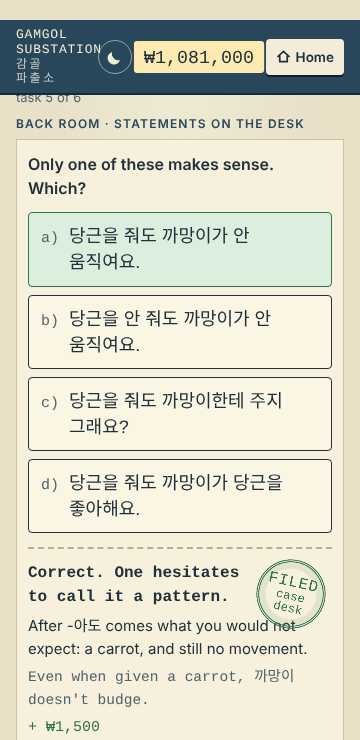 GAMGOL
SUBSTATION
감골
파출소
₩1,081,000
Home
task 5 of 6
BACK ROOM · STATEMENTS ON THE DESK
Only one of these makes sense.
Which?
a) 당근을 줘도 까망이가 안
움직여요.
b) 당근을 안 줘도 까망이가 안
움직여요.
c) 당근을 줘도 까망이한테 주지
그래요?
d) 당근을 줘도 까망이가 당근을
좋아해요.
Correct. One hesitates
to call it a pattern.
FILED
case
desk
After -아도 comes what you would not
expect: a carrot, and still no movement.
Even when given a carrot, 까망이
doesn't budge.
+ ₩1,500